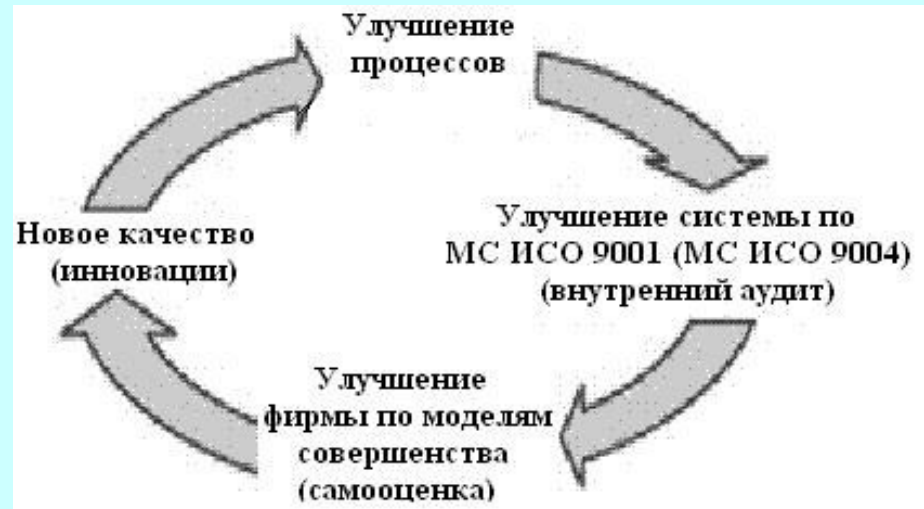 Улучшение
процессов
Улучшение системы по
МС ИСО 9001 (МС ИСО 9004)
(внутренний аудит)
Улучшение
фирмы по моделям
совершенства
(самооценка)
Новое качество
(инновации)